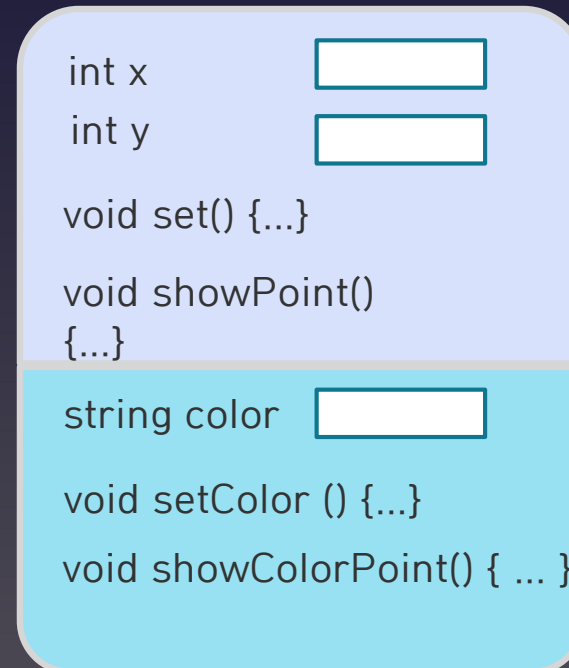 int x
int y
void set() {...}
void showPoint()
{...}
string color
void setColor () {...}
void showColorPoint() { ... }